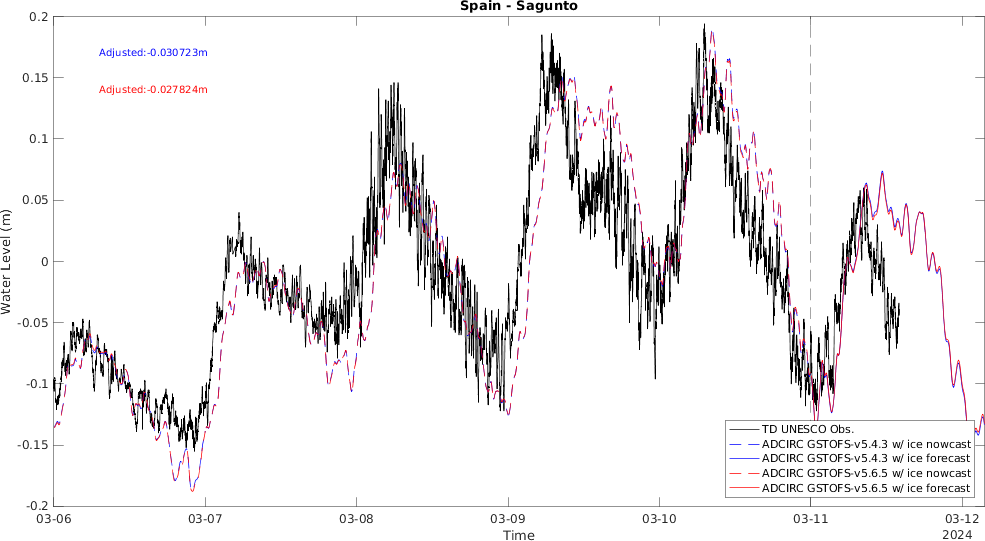 Spain - Sagunto
0.2
0.15
0.1
0.05
0
-0.05
-0.1
-0.15
-0.2
Water Level (m)
Adjusted:-0.030723m
Adjusted:-0.027824m
TD UNESCO Obs.
ADCIRC GSTOFS-v5.4.3 w/ ice nowcast
ADCIRC GSTOFS-v5.4.3 w/ ice forecast
ADCIRC GSTOFS-v5.6.5 w/ ice nowcast
ADCIRC GSTOFS-v5.6.5 w/ ice forecast
03-06 03-07 03-08 03-09 03-10 03-11 03-12
Time
2024